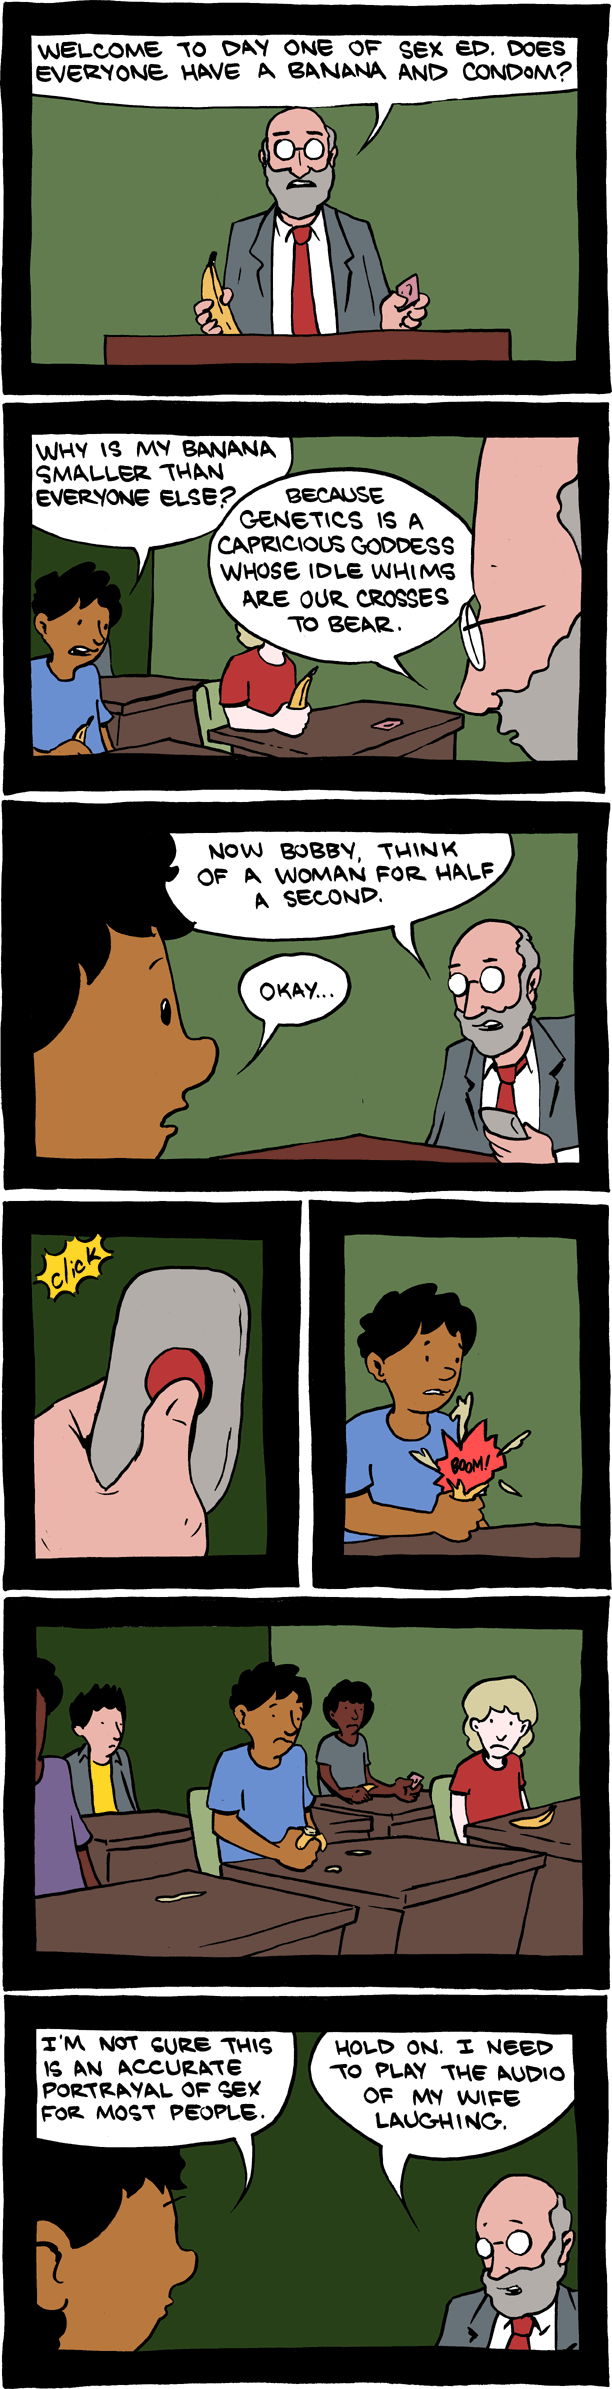 WELCOME TO DAY ONE OF SEX ED. DOES
EVERYONE HAVE A BANANA AND CONDOM?
WHY IS MY BANANA
SMALLER THAN
EVERYONE ELSE?
BECAUSE
GENETICS IS A
CAPRICIOUS GODDESS
WHOSE IDLE WHIMS
ARE OUR CROSSES
TO BEAR.
NOW BOBBY, THINK
OF A WOMAN FOR HALF
A SECOND.
OKAY...
click
BOOM!
I'M NOT SURE THIS
IS AN ACCURATE
PORTRAYAL OF SEX
FOR MOST PEOPLE.
HOLD ON. I NEED
TO PLAY THE AUDIO
OF MY WIFE
LAUGHING.